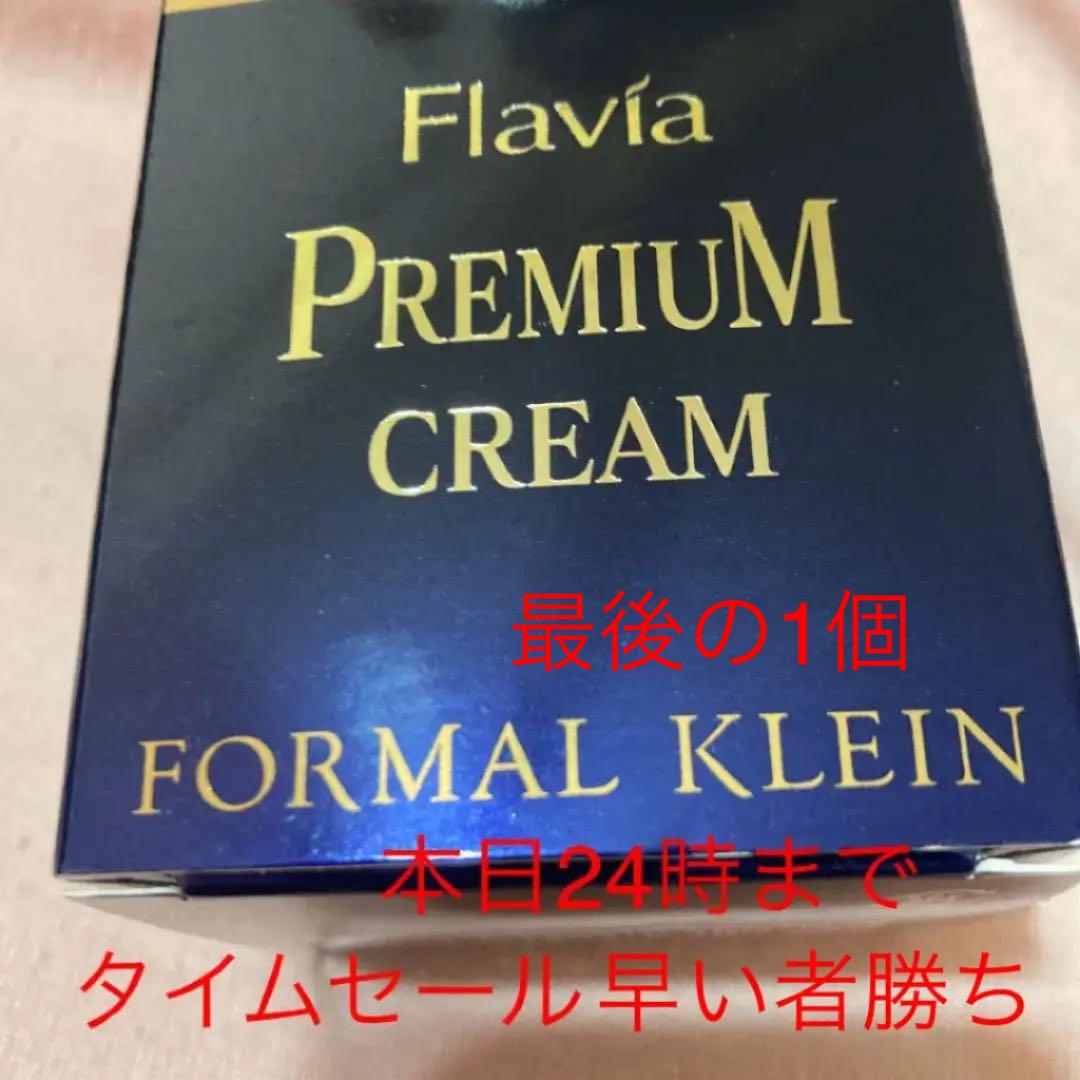 Flavía
PREMIUM
CREAM
最後の1個
FORMAL KLEIN
本日24時まで
タイムセール早い者勝ち